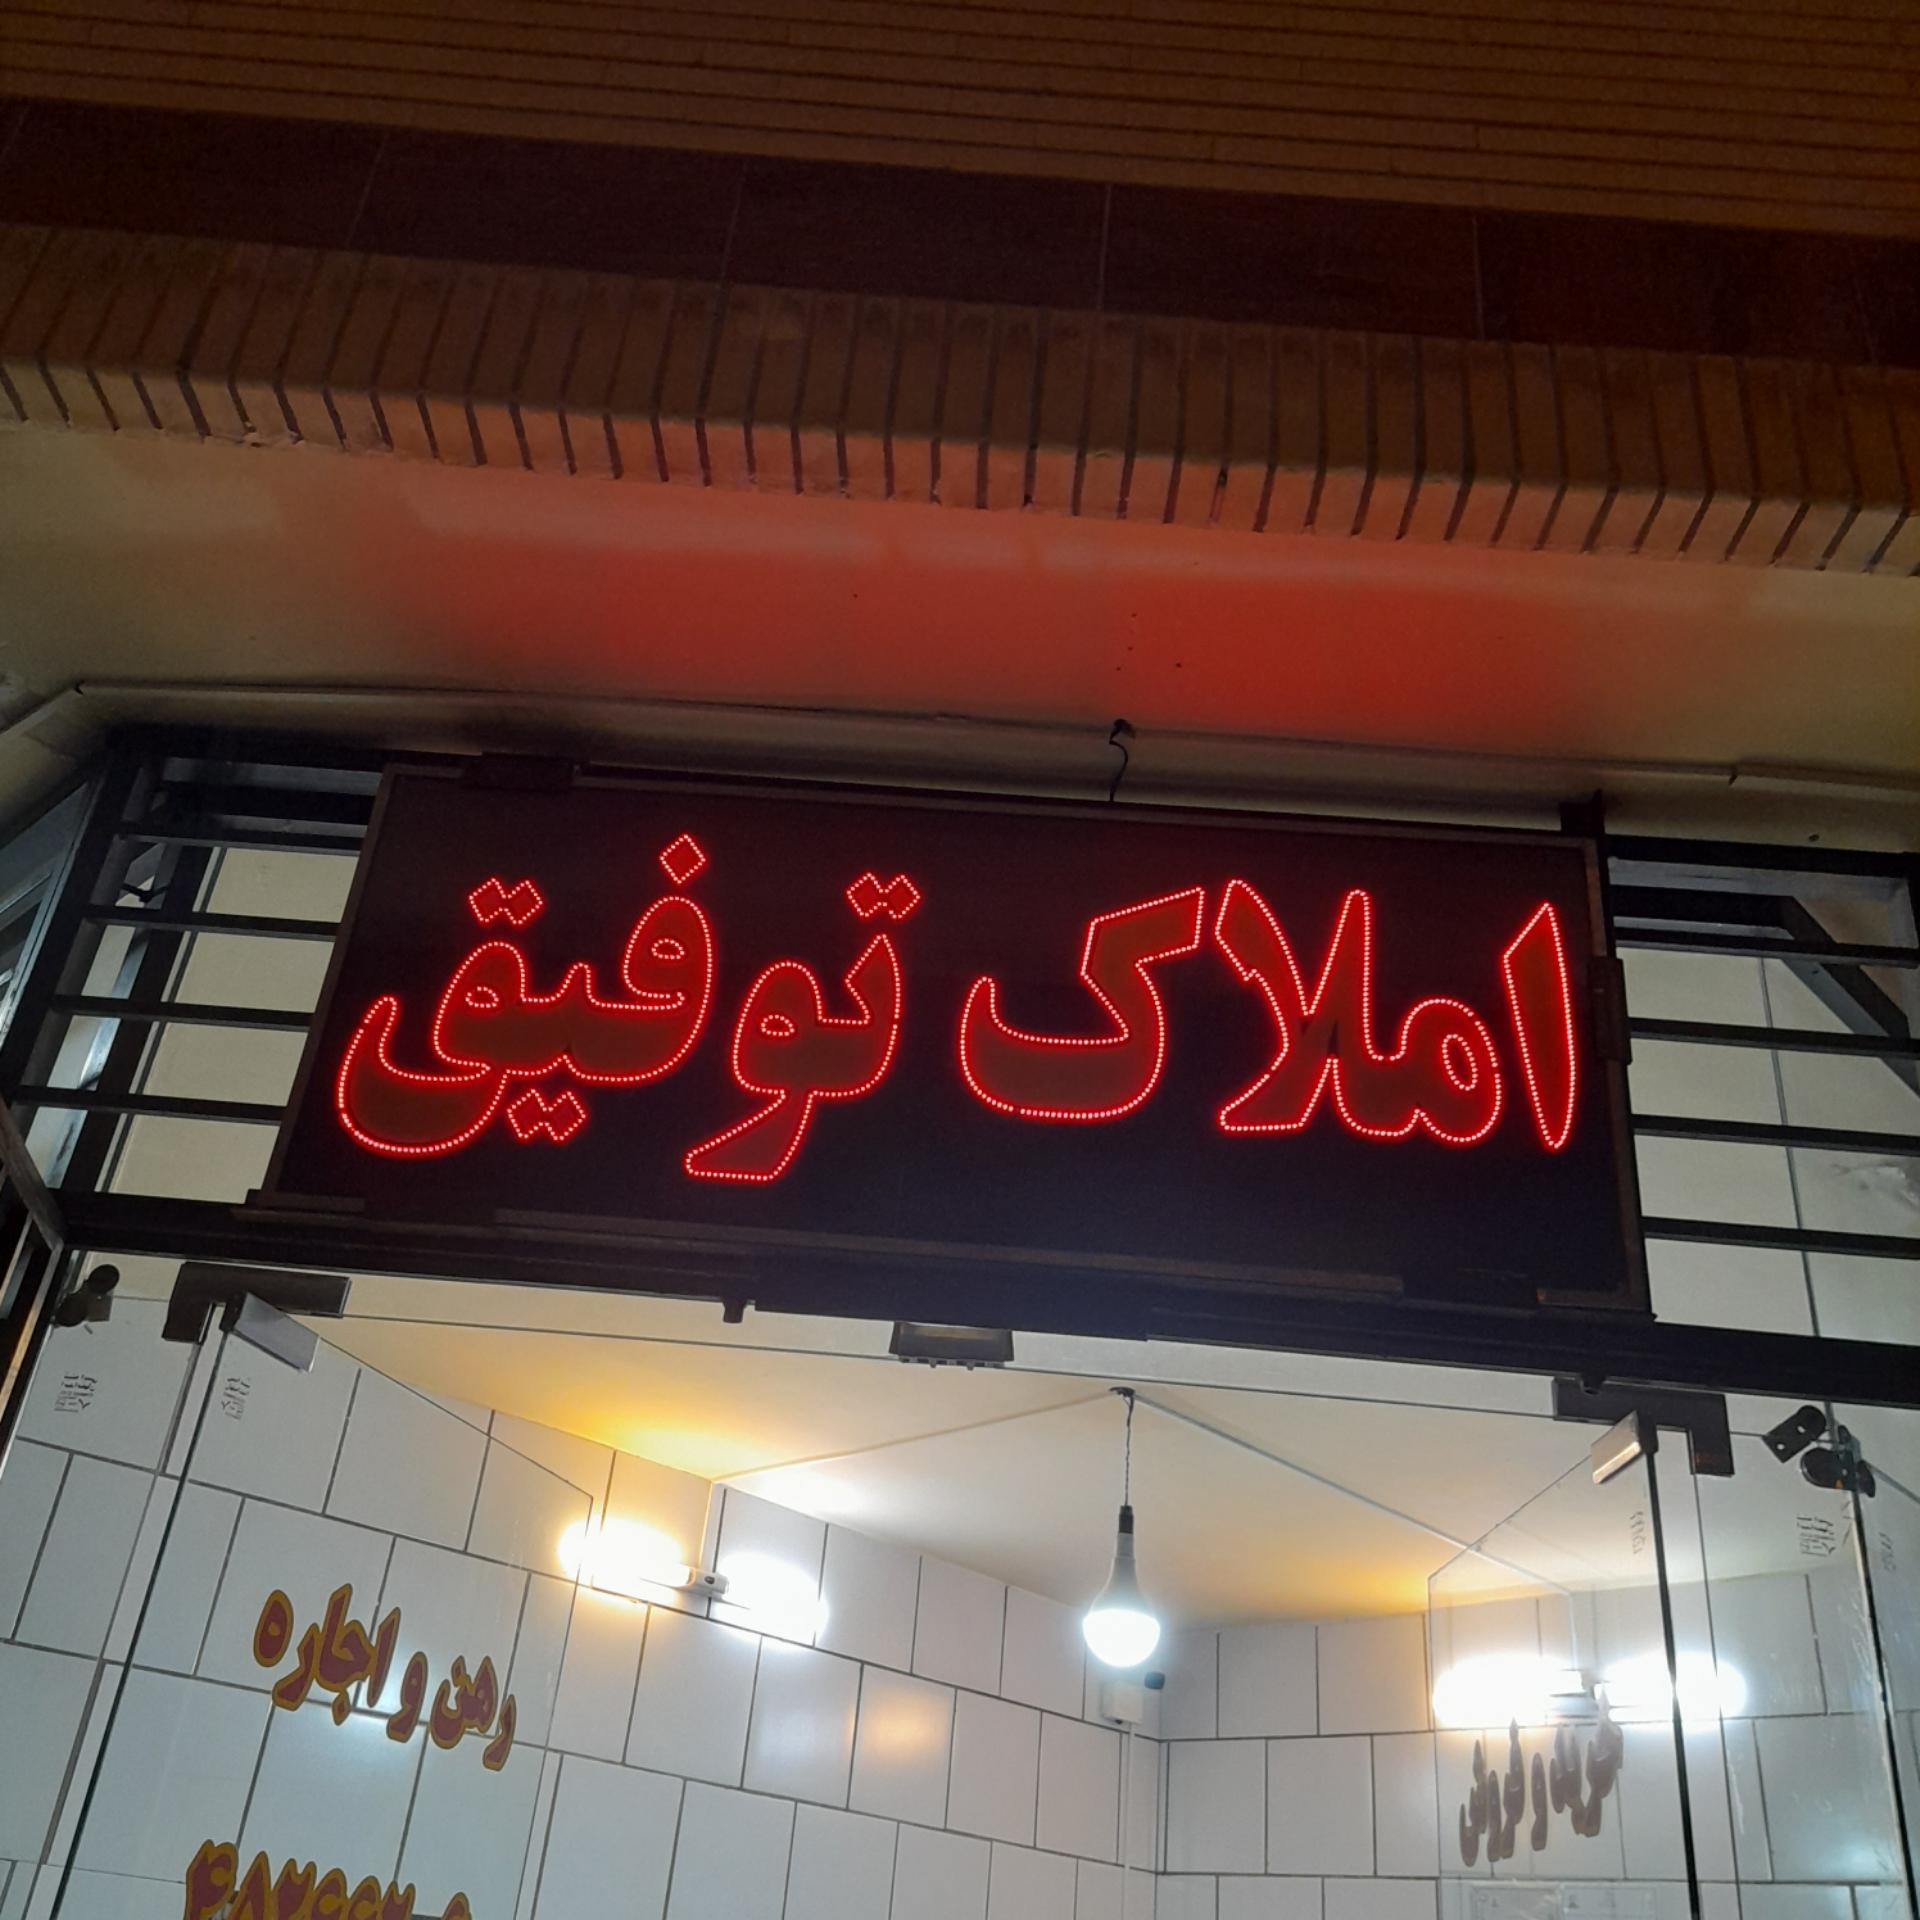 املاک توفیق
رهن و اجاره
خرید و فروش